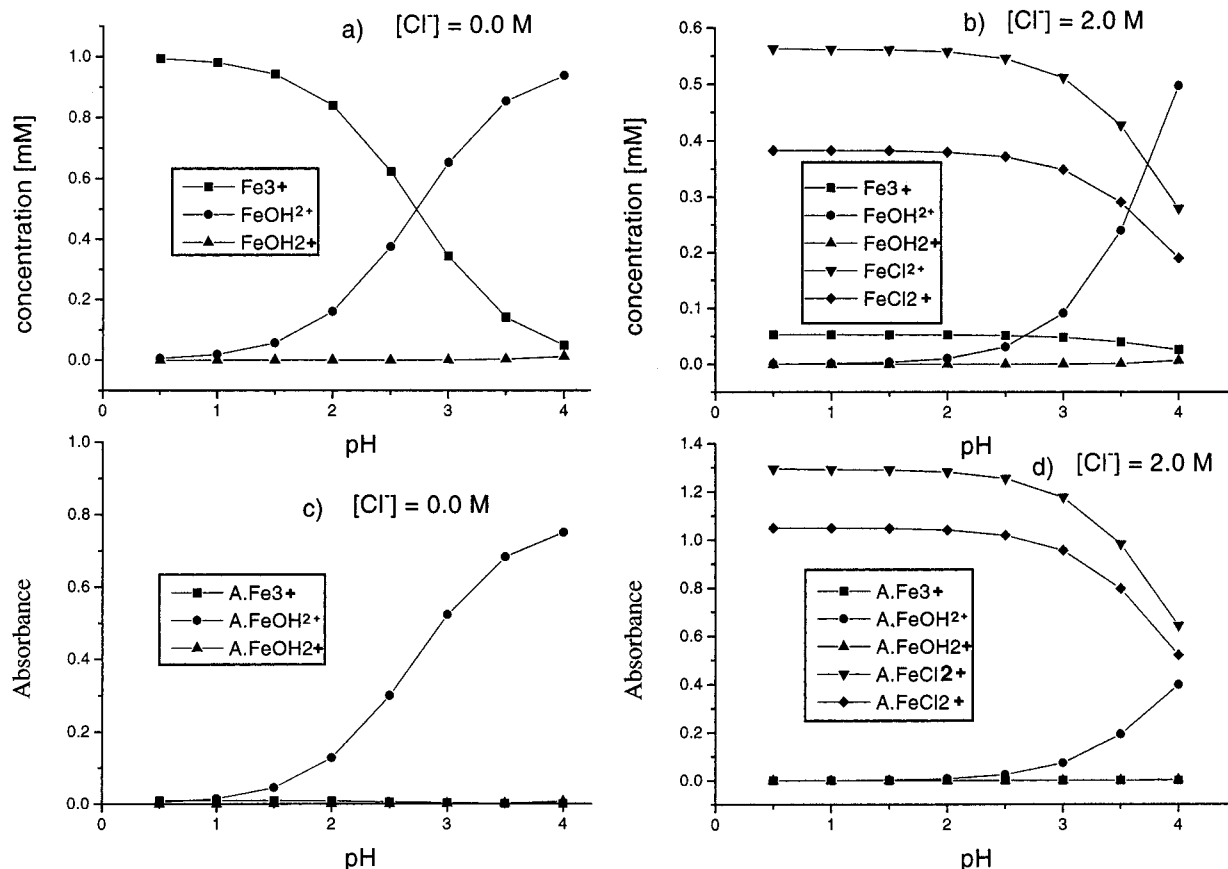 a) [Cl⁻] = 0.0 M
1.0
0.8
0.6
0.4
0.2
0.0
concentration [mM]
Fe3+
FeOH²⁺
FeOH2+
0 1 2 3 4
pH
b) [Cl⁻] = 2.0 M
0.6
0.5
0.4
0.3
0.2
0.1
0.0
concentration [mM]
Fe3+
FeOH²⁺
FeOH2+
FeCl²⁺
FeCl2+
0 1 2 3 4
pH
c) [Cl⁻] = 0.0 M
1.0
0.8
0.6
0.4
0.2
0.0
Absorbance
A.Fe3+
A.FeOH²⁺
A.FeOH2+
0 1 2 3 4
pH
d) [Cl⁻] = 2.0 M
1.4
1.2
1.0
0.8
0.6
0.4
0.2
0.0
Absorbance
A.Fe3+
A.FeOH²⁺
A.FeOH2+
A.FeCl2+
A.FeCl2+
0 1 2 3 4
pH